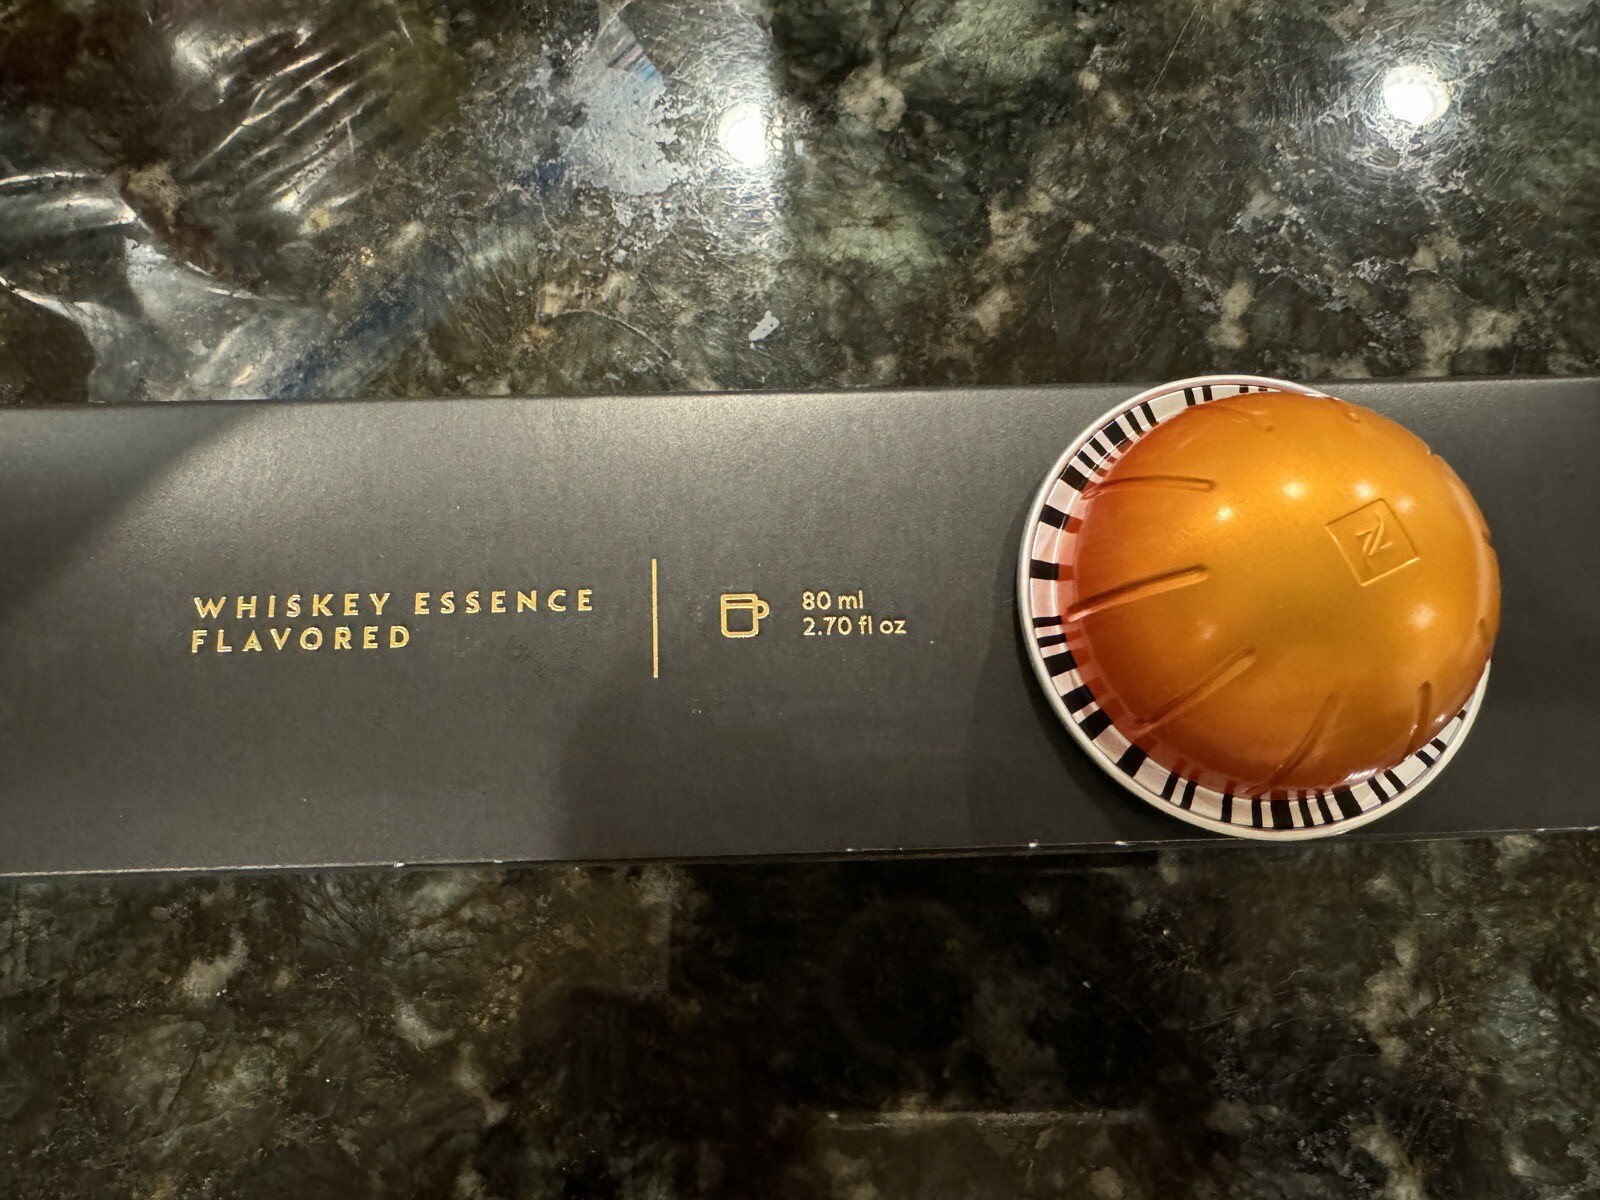 WHISKEY ESSENCE
FLAVORED
80 ml
2.70 fl oz
N